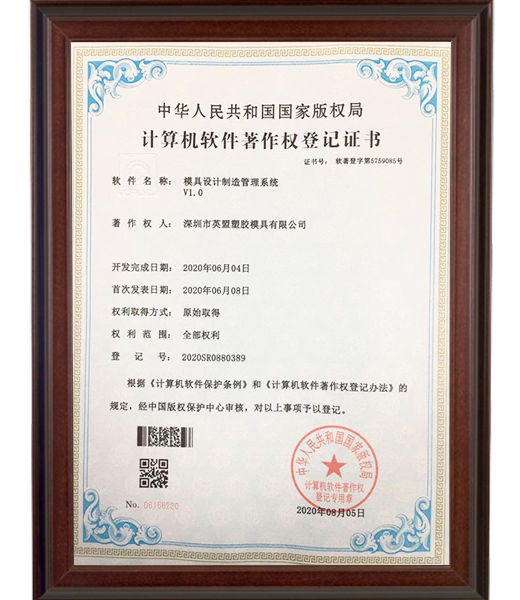 中华人民共和国国家版权局
计算机软件著作权登记证书
证书号： 软著登字第5759085号
软件名称： 模具设计制造管理系统
V1.0
著作权人： 深圳市英盟塑胶模具有限公司
开发完成日期： 2020年06月04日
首次发表日期： 2020年06月08日
权利取得方式： 原始取得
权利范围： 全部权利
登记号： 2020SR0880389
根据《计算机软件保护条例》和《计算机软件著作权登记办法》的
规定，经中国版权保护中心审核，对以上事项予以登记。
中华人民共和国国家版权局
计算机软件著作权
登记专用章
No. 06166220
2020年08月05日